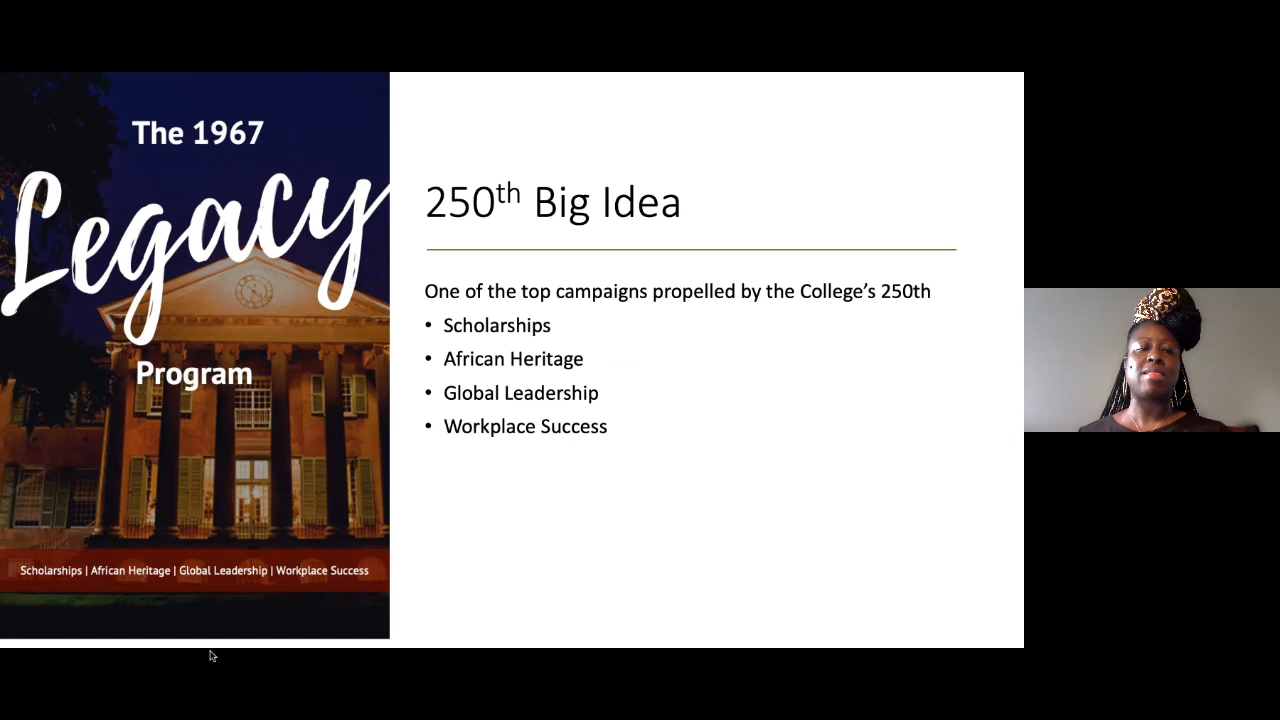 The 1967
Legacy
Program
Scholarships | African Heritage | Global Leadership | Workplace Success
250th Big Idea
One of the top campaigns propelled by the College's 250th
• Scholarships
• African Heritage
• Global Leadership
• Workplace Success